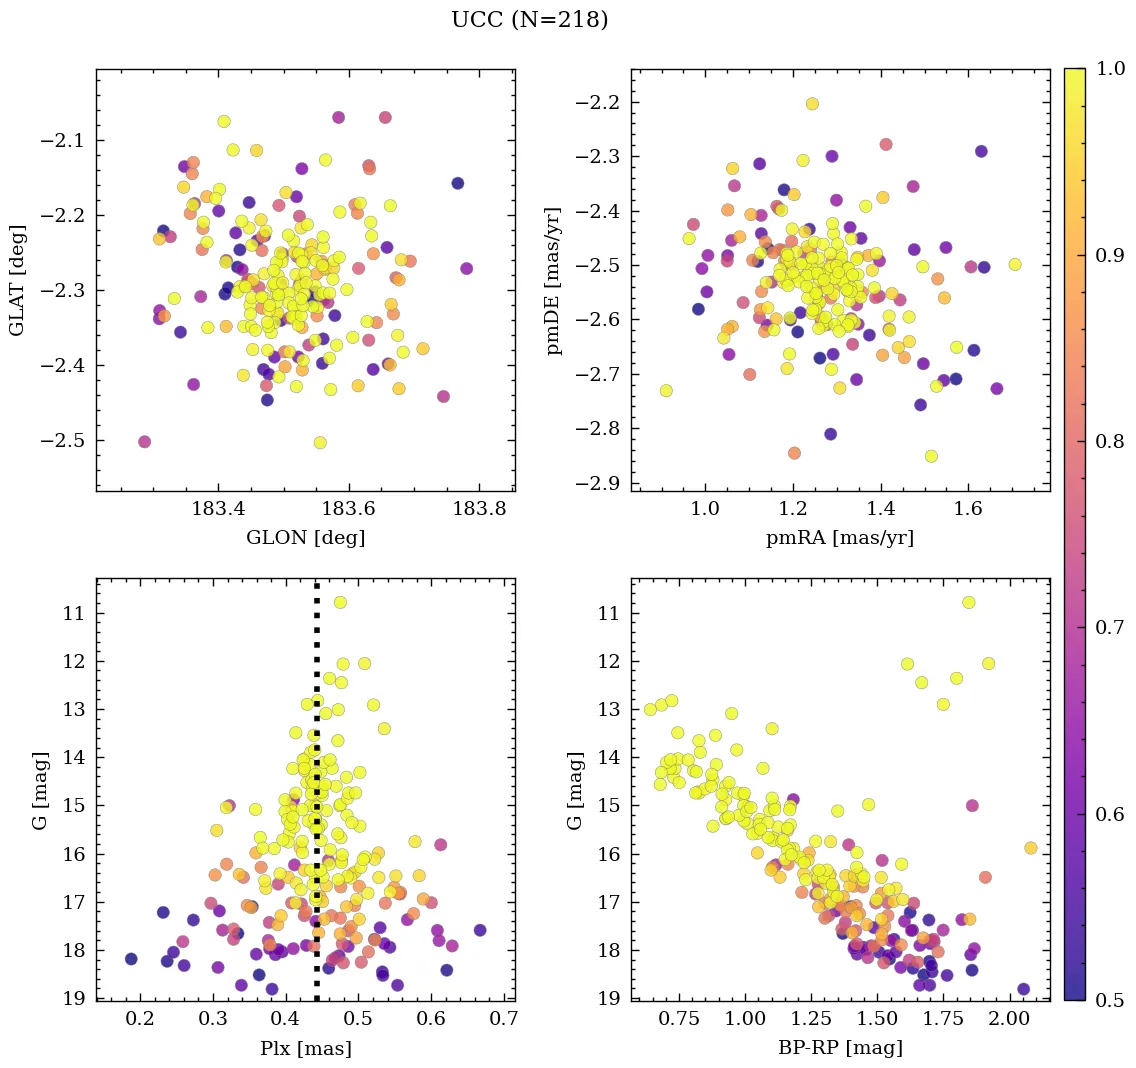 UCC (N=218)
−2.1
−2.2
−2.3
−2.4
−2.5
GLAT [deg]
183.4 183.6 183.8
GLON [deg]
−2.2
−2.3
−2.4
−2.5
−2.6
−2.7
−2.8
−2.9
pmDE [mas/yr]
1.0 1.2 1.4 1.6
pmRA [mas/yr]
11
12
13
14
15
16
17
18
19
G [mag]
0.2 0.3 0.4 0.5 0.6 0.7
Plx [mas]
11
12
13
14
15
16
17
18
19
G [mag]
0.75 1.00 1.25 1.50 1.75 2.00
BP-RP [mag]
1.0
0.9
0.8
0.7
0.6
0.5